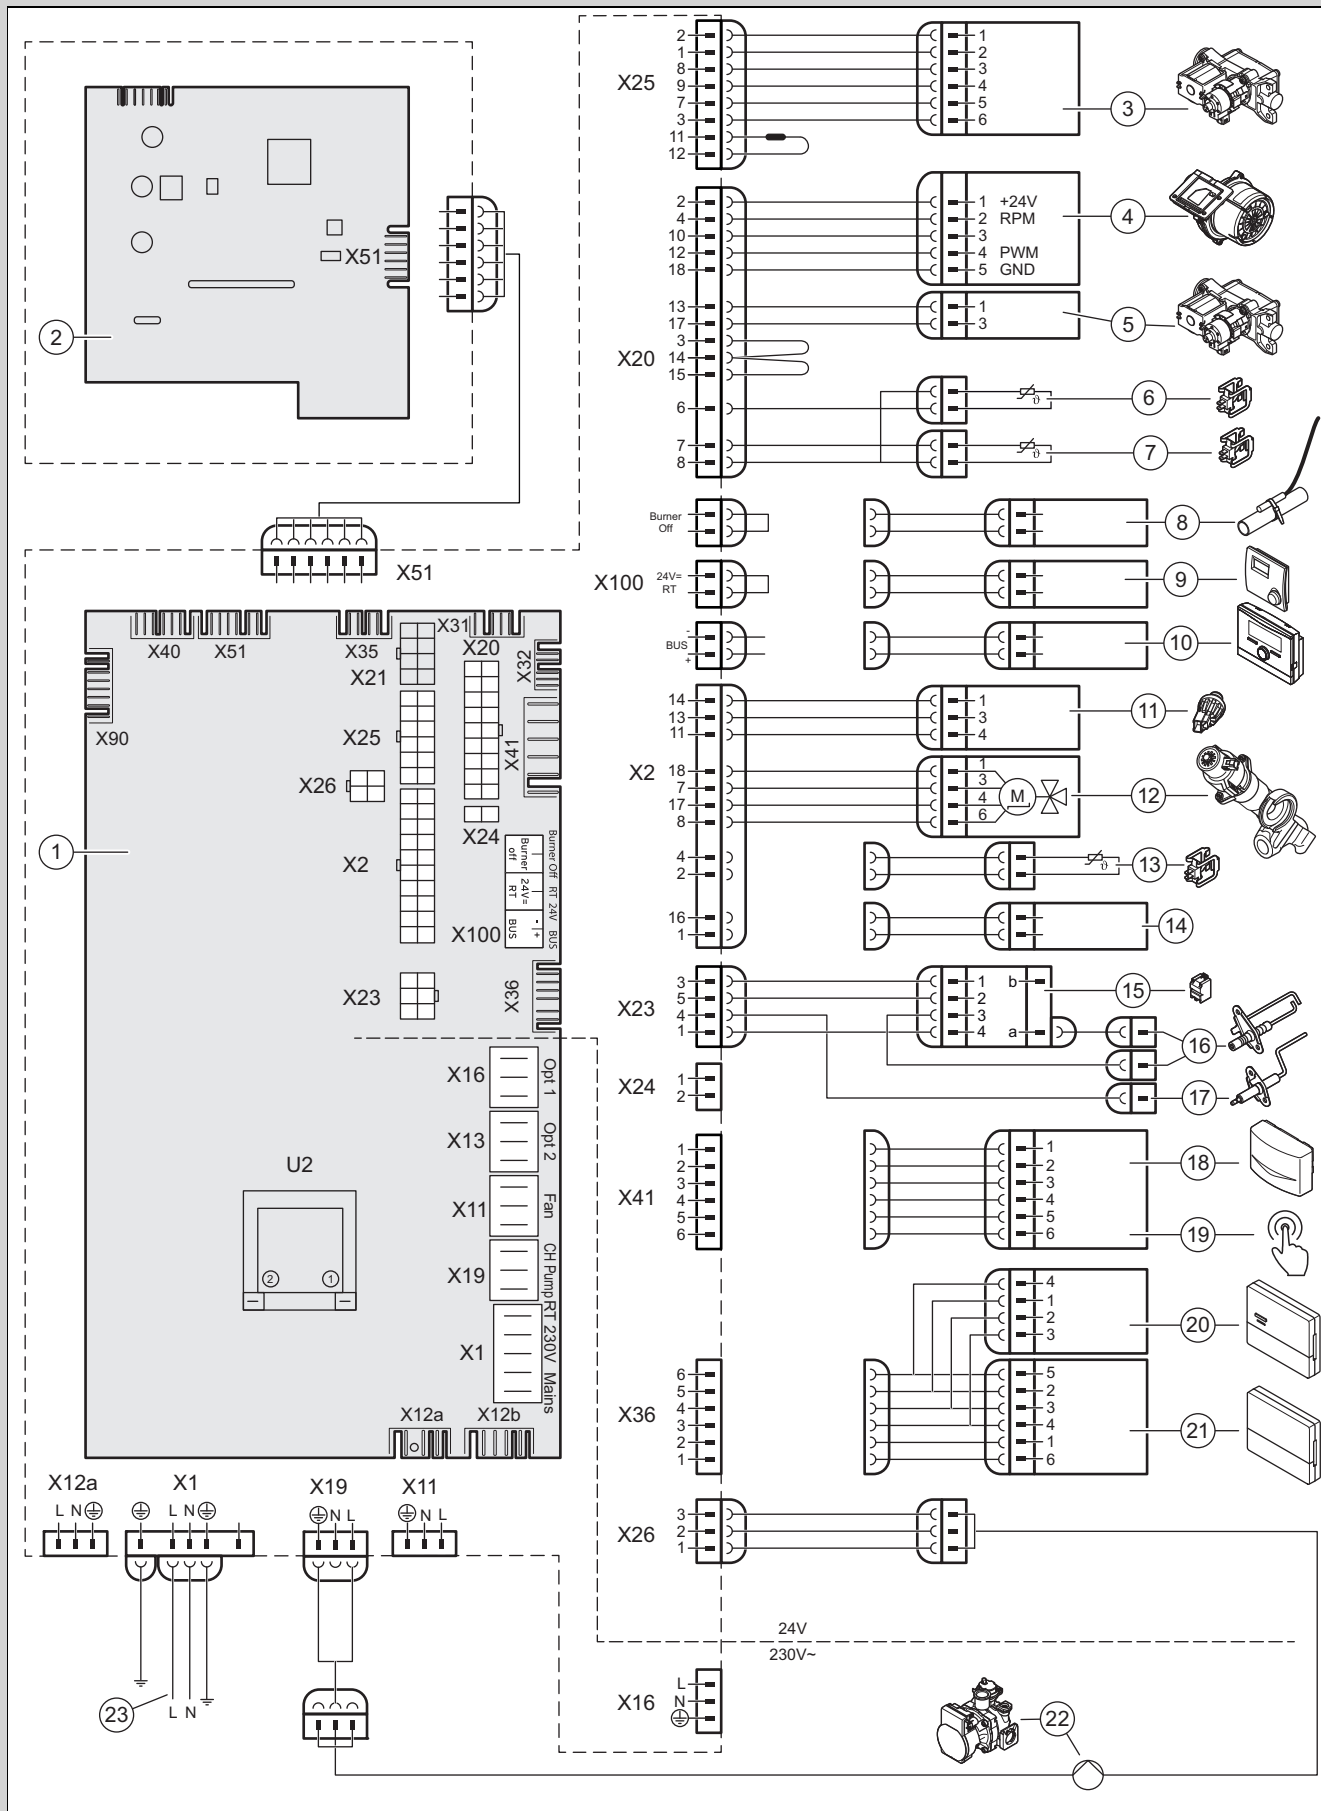 X25
2
1
8
9
7
3
11
12
1
2
3
4
5
6
3
X51
2
X20
2
4
10
12
18
13
17
3
14
15
6
7
8
1 +24V
2 RPM
3
4 PWM
5 GND
4
1
3
5
ϑ
6
ϑ
7
X51
Burner
Off
8
X100
24V=
RT
9
BUS
-
+
10
X40
X51
X35
X31
X20
X32
X21
X90
X25
X41
X26
X24
X2
Burner
off
24V=
RT
BUS
-
+
Burner Off RT 24V BUS
X100
X23
X36
1
X16
Opt 1
X13
Opt 2
X11
Fan
X19
CH Pump
X1
RT 230V Mains
U2
2
1
X12a
X12b
X2
14
13
11
18
7
17
8
4
2
16
1
1
3
4
11
1
3
4
6
M
12
ϑ
13
14
X23
3
5
4
1
1
2
3
4
b
a
15
16
17
X24
1
2
X41
1
2
3
4
5
6
1
2
3
4
5
6
18
19
4
1
2
3
20
X36
6
5
4
3
2
1
5
2
3
4
1
6
21
X26
3
2
1
X12a
L N
X1
L N
X19
N L
X11
N L
23
L N
24V
230V~
X16
L
N
22